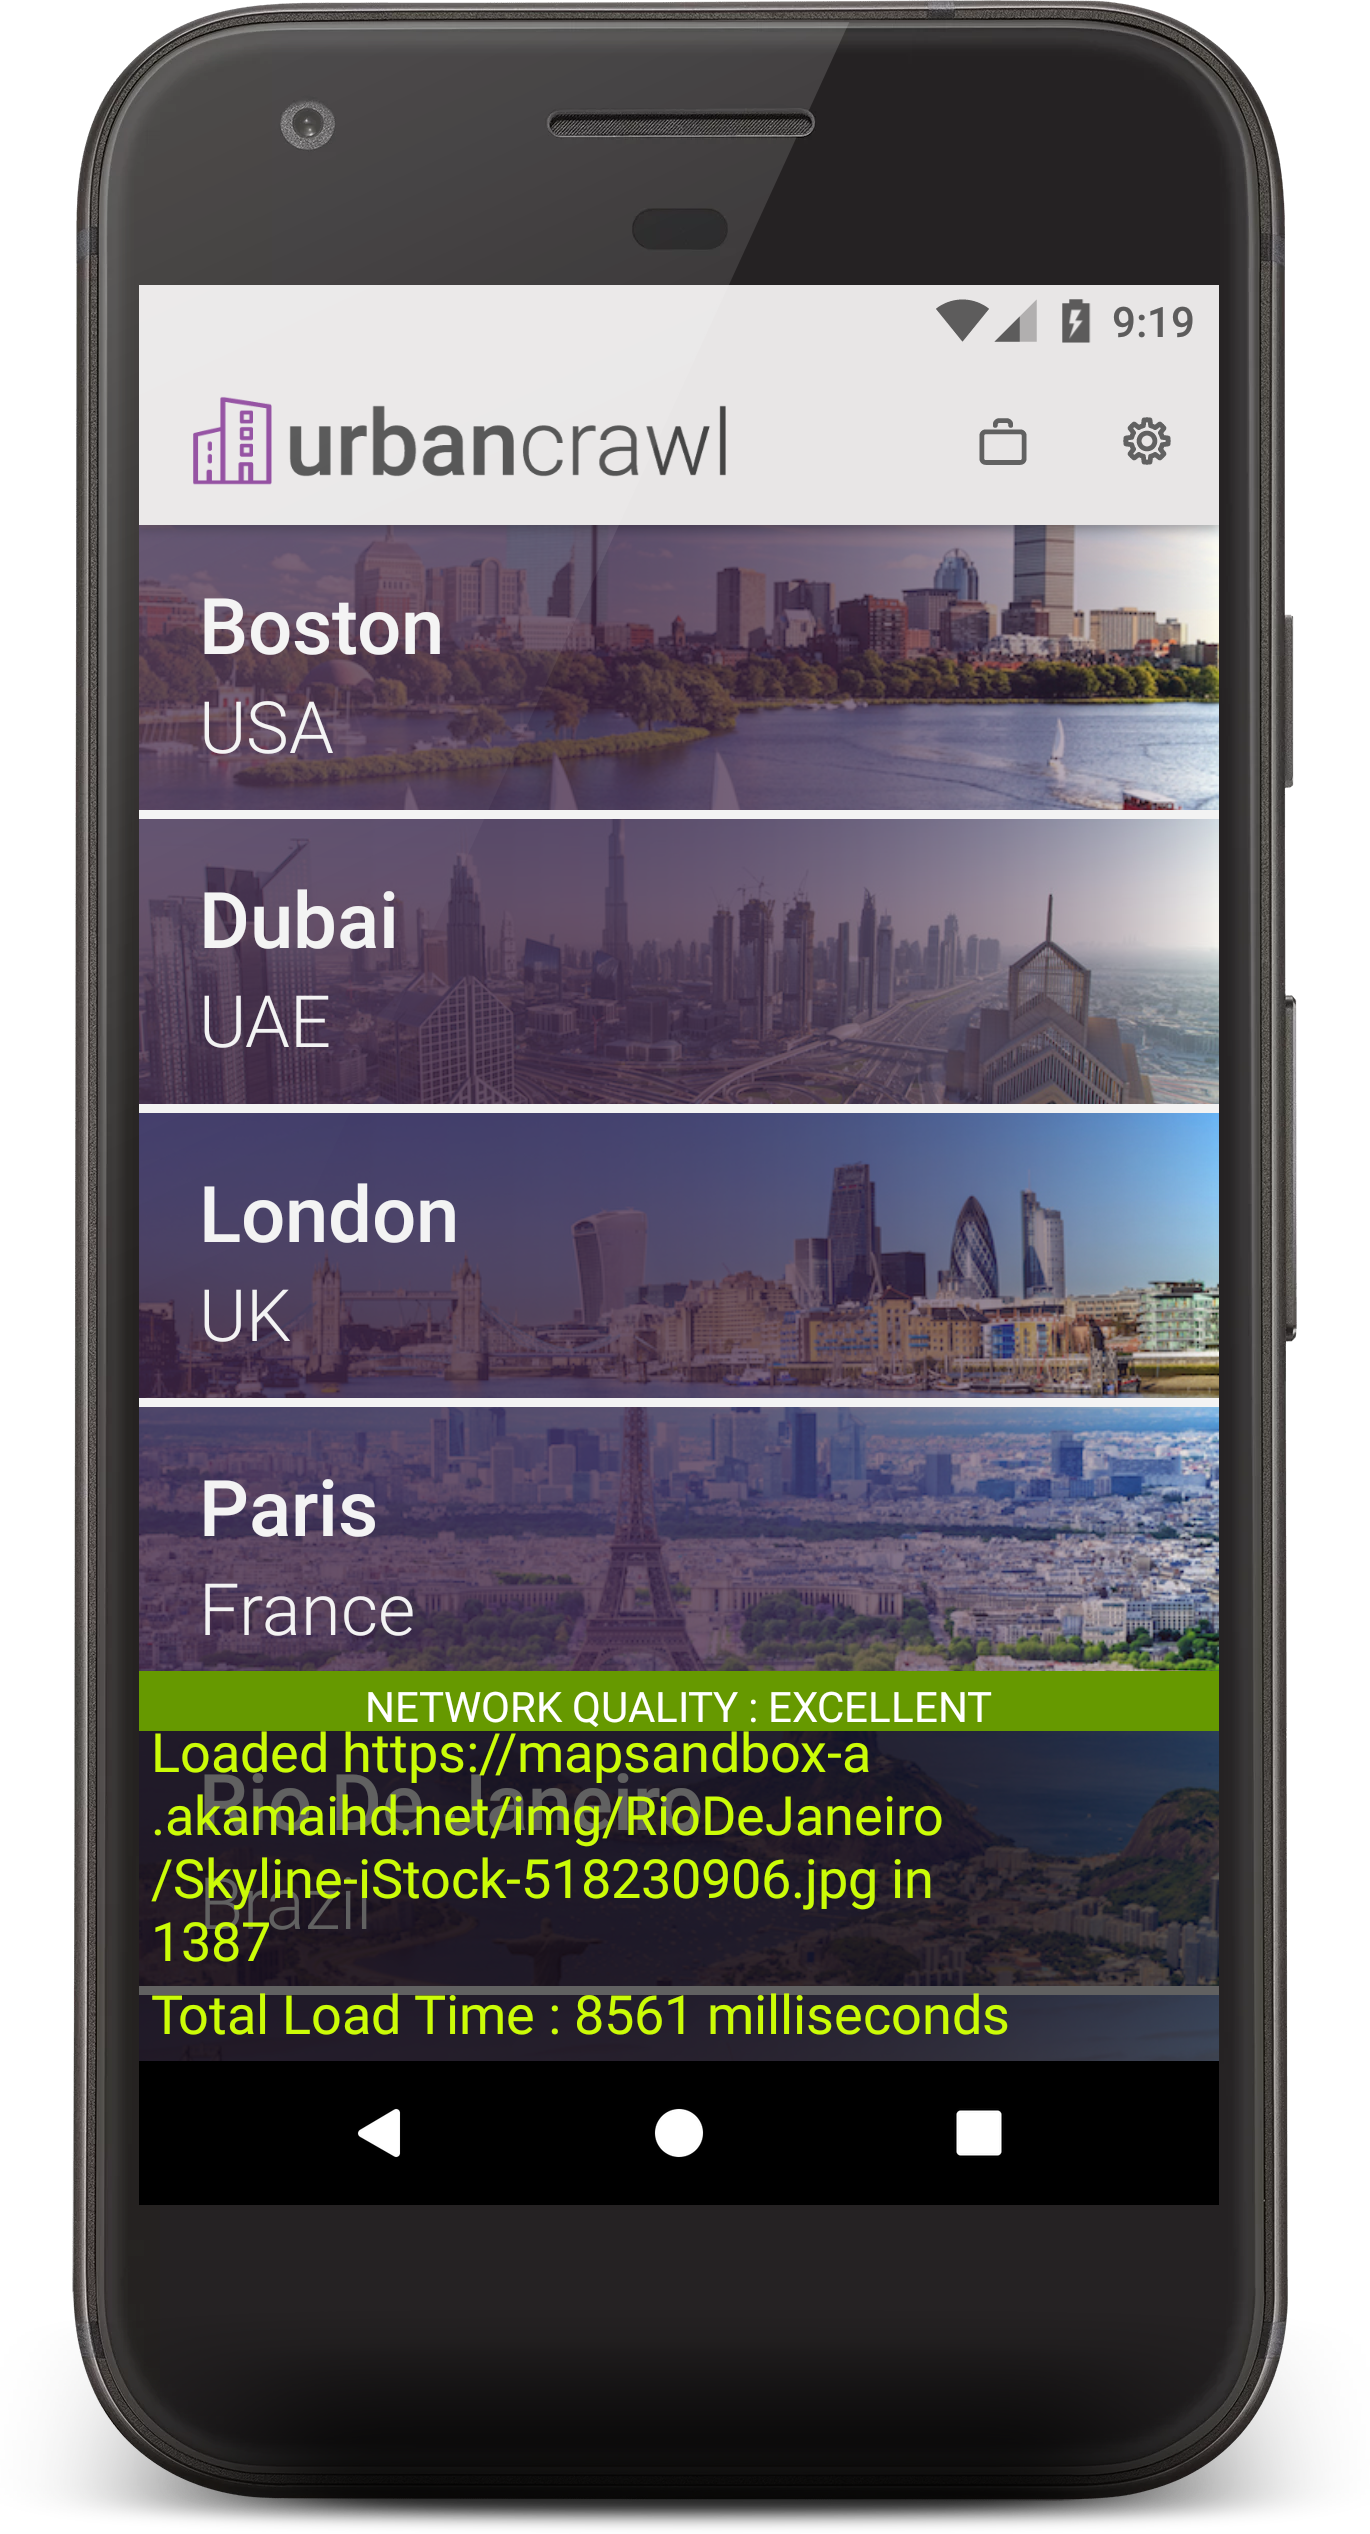 9:19
urbancrawl
Boston
USA
Dubai
UAE
London
UK
Paris
France
NETWORK QUALITY : EXCELLENT
Loaded https://mapsandbox-a
Rio De Janeiro
.akamaihd.net/img/RioDeJaneiro
/Skyline-iStock-518230906.jpg in
Brazil
1387
Total Load Time : 8561 milliseconds